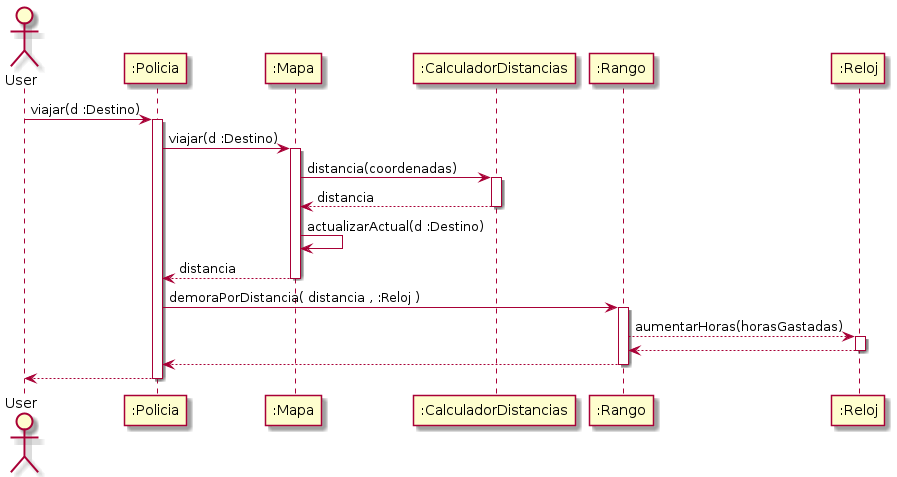 User
:Policia
:Mapa
:CalculadorDistancias
:Rango
:Reloj
viajar(d :Destino)
viajar(d :Destino)
distancia(coordenadas)
distancia
actualizarActual(d :Destino)
distancia
demoraPorDistancia( distancia , :Reloj )
aumentarHoras(horasGastadas)
User
:Policia
:Mapa
:CalculadorDistancias
:Rango
:Reloj